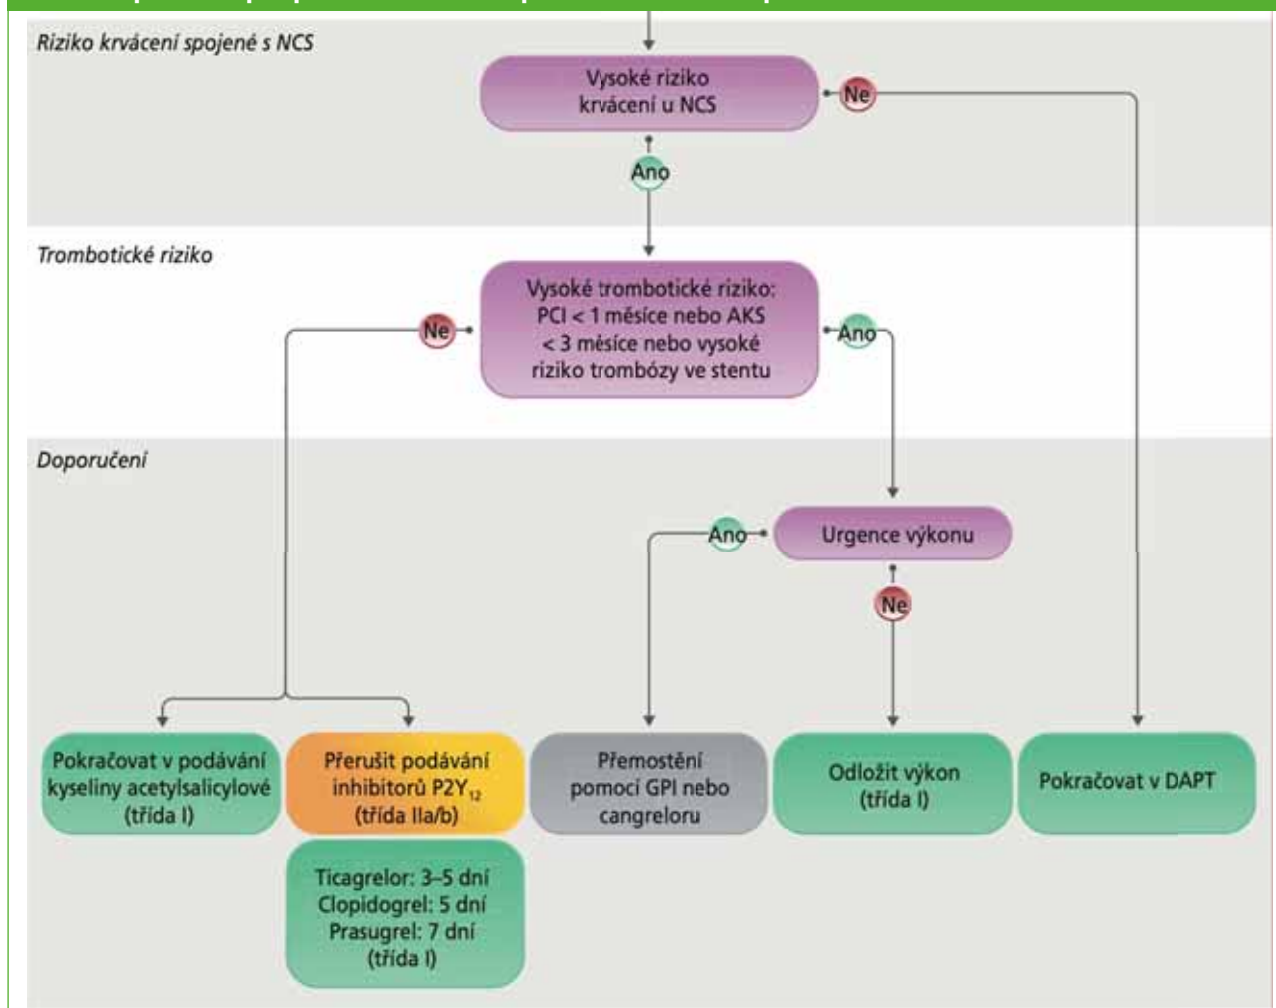 Riziko krvácení spojené s NCS
Vysoké riziko
krvácení u NCS
Ne
Ano
Trombotické riziko
Vysoké trombotické riziko:
PCI < 1 měsíce nebo AKS
< 3 měsíce nebo vysoké
riziko trombózy ve stentu
Ne
Ano
Doporučení
Urgence výkonu
Ano
Ne
Pokračovat v podávání
kyseliny acetylsalicylové
(třída I)
Přerušit podávání
inhibitorů P2Y₁₂
(třída IIa/b)
Přemostění
pomocí GPI nebo
cangreloru
Odložit výkon
(třída I)
Pokračovat v DAPT
Ticagrelor: 3–5 dní
Clopidogrel: 5 dní
Prasugrel: 7 dní
(třída I)